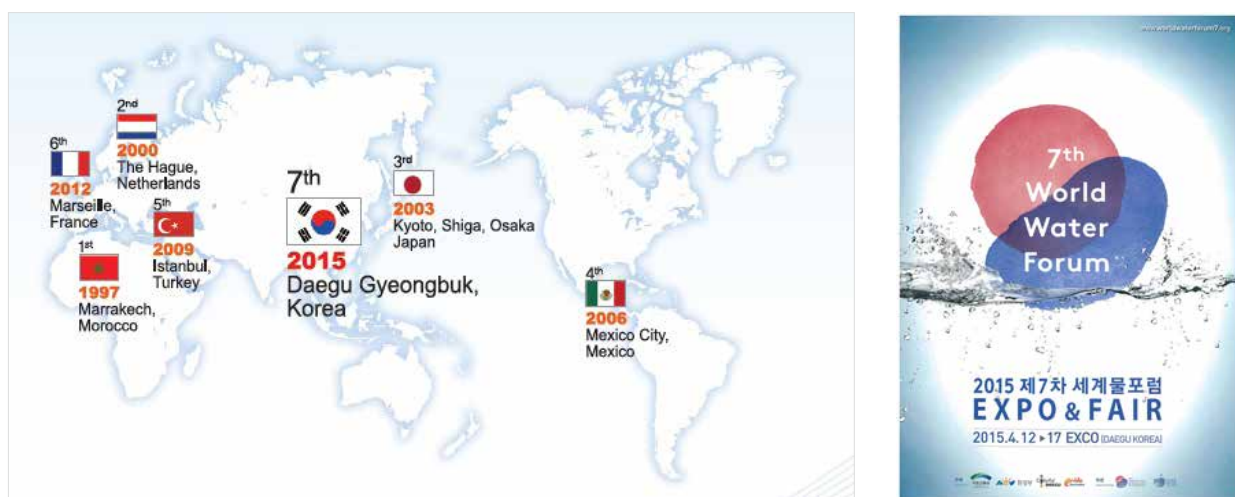 2nd
2000
The Hague,
Netherlands
6th
2012
Marseille,
France
5th
2009
Istanbul,
Turkey
1st
1997
Marrakech,
Morocco
7th
2015
Daegu Gyeongbuk,
Korea
3rd
2003
Kyoto, Shiga, Osaka
Japan
4th
2006
Mexico City,
Mexico
www.worldwaterforum7.org
7th
World
Water
Forum
2015 제7차 세계물포럼
EXPO & FAIR
2015.4.12 ▸ 17 EXCO (DAEGU KOREA)